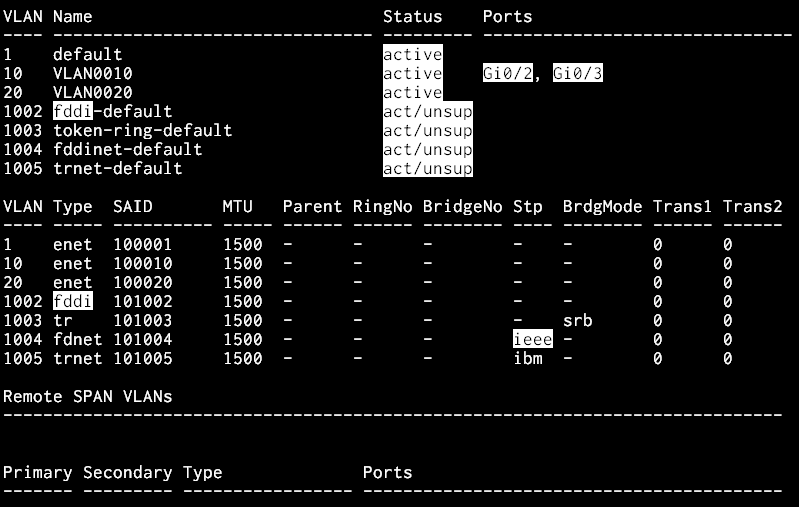 VLAN Name                             Status    Ports
---- -------------------------------- --------- -------------------------------
1    default                          active
10   VLAN0010                         active    Gi0/2, Gi0/3
20   VLAN0020                         active
1002 fddi-default                     act/unsup
1003 token-ring-default               act/unsup
1004 fddinet-default                  act/unsup
1005 trnet-default                    act/unsup
VLAN Type  SAID       MTU   Parent RingNo BridgeNo Stp  BrdgMode Trans1 Trans2
---- ----- ---------- ----- ------ ------ -------- ---- -------- ------ ------
1    enet  100001     1500  -      -      -        -    -        0      0
10   enet  100010     1500  -      -      -        -    -        0      0
20   enet  100020     1500  -      -      -        -    -        0      0
1002 fddi  101002     1500  -      -      -        -    -        0      0
1003 tr    101003     1500  -      -      -        -    srb      0      0
1004 fdnet 101004     1500  -      -      -        ieee -        0      0
1005 trnet 101005     1500  -      -      -        ibm  -        0      0
Remote SPAN VLANs
------------------------------------------------------------------------------
Primary Secondary Type              Ports
------- --------- ----------------- ------------------------------------------